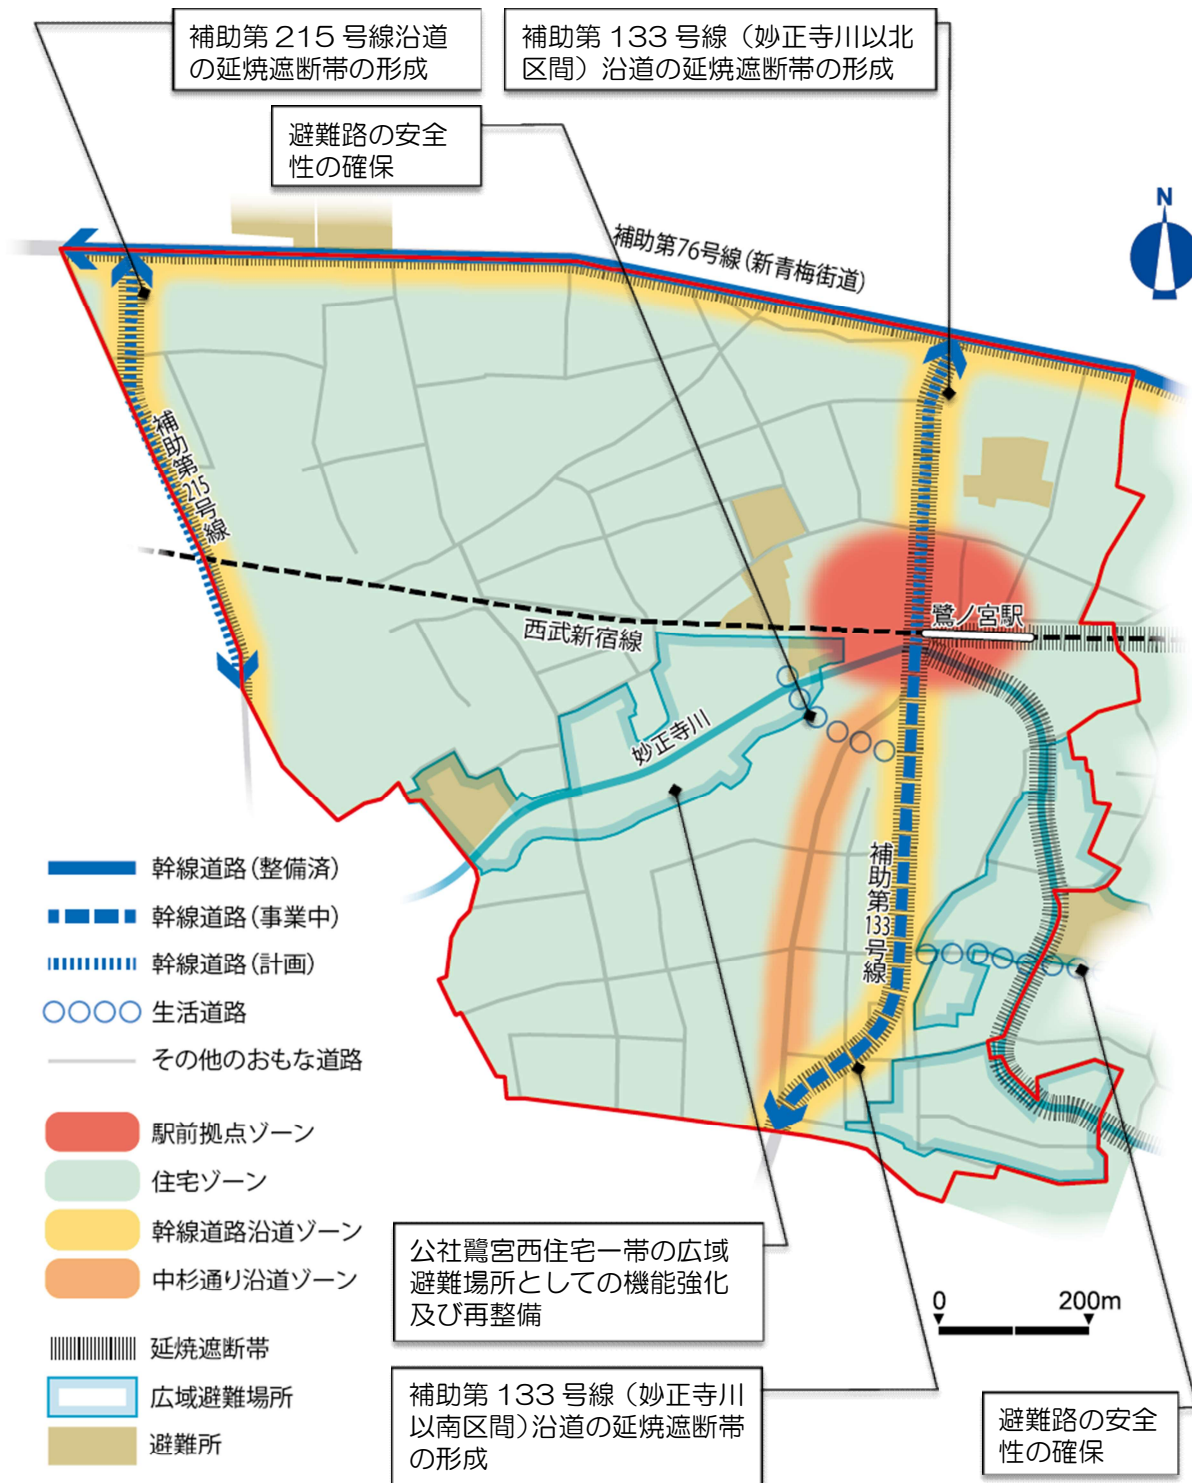 補助第 215 号線沿道
の延焼遮断帯の形成
補助第 133 号線（妙正寺川以北
区間）沿道の延焼遮断帯の形成
避難路の安全
性の確保
N
補助第76号線(新青梅街道)
補助第215号線
西武新宿線
鷺ノ宮駅
妙正寺川
補助第133号線
幹線道路(整備済)
幹線道路(事業中)
幹線道路(計画)
生活道路
その他のおもな道路
駅前拠点ゾーン
住宅ゾーン
幹線道路沿道ゾーン
中杉通り沿道ゾーン
延焼遮断帯
広域避難場所
避難所
公社鷺宮西住宅一帯の広域
避難場所としての機能強化
及び再整備
0 200m
補助第 133 号線（妙正寺川
以南区間）沿道の延焼遮断帯
の形成
避難路の安全
性の確保